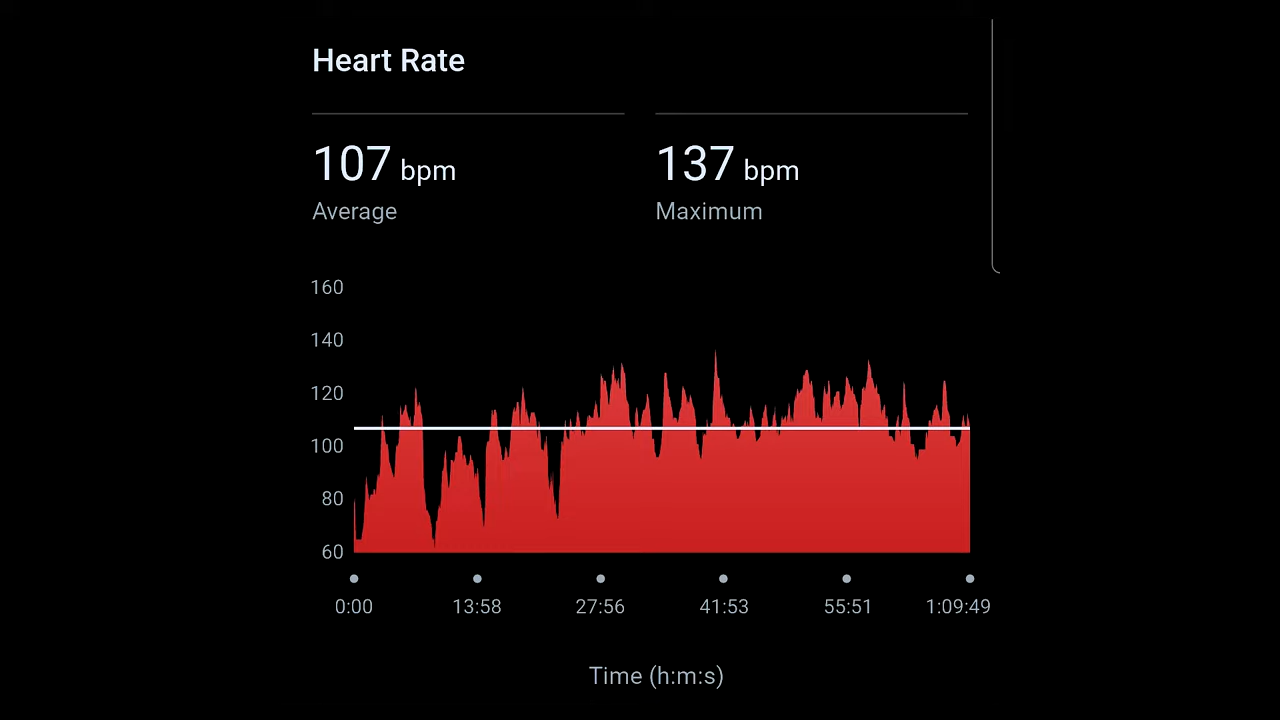 Heart Rate
107 bpm
Average
137 bpm
Maximum
160
140
120
100
80
60
0:00 13:58 27:56 41:53 55:51 1:09:49
Time (h:m:s)